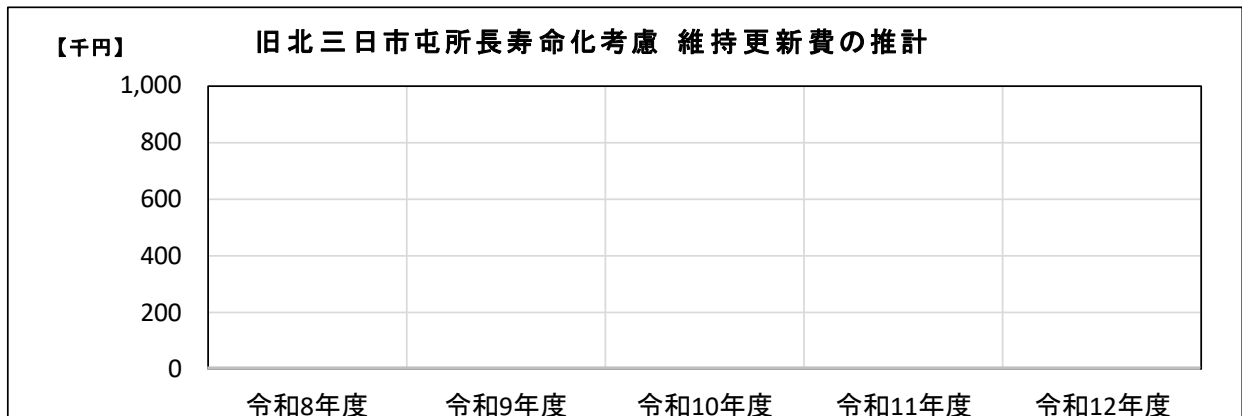 【千円】
旧北三日市屯所長寿命化考慮 維持更新費の推計
1,000
800
600
400
200
0
令和8年度 令和9年度 令和10年度 令和11年度 令和12年度